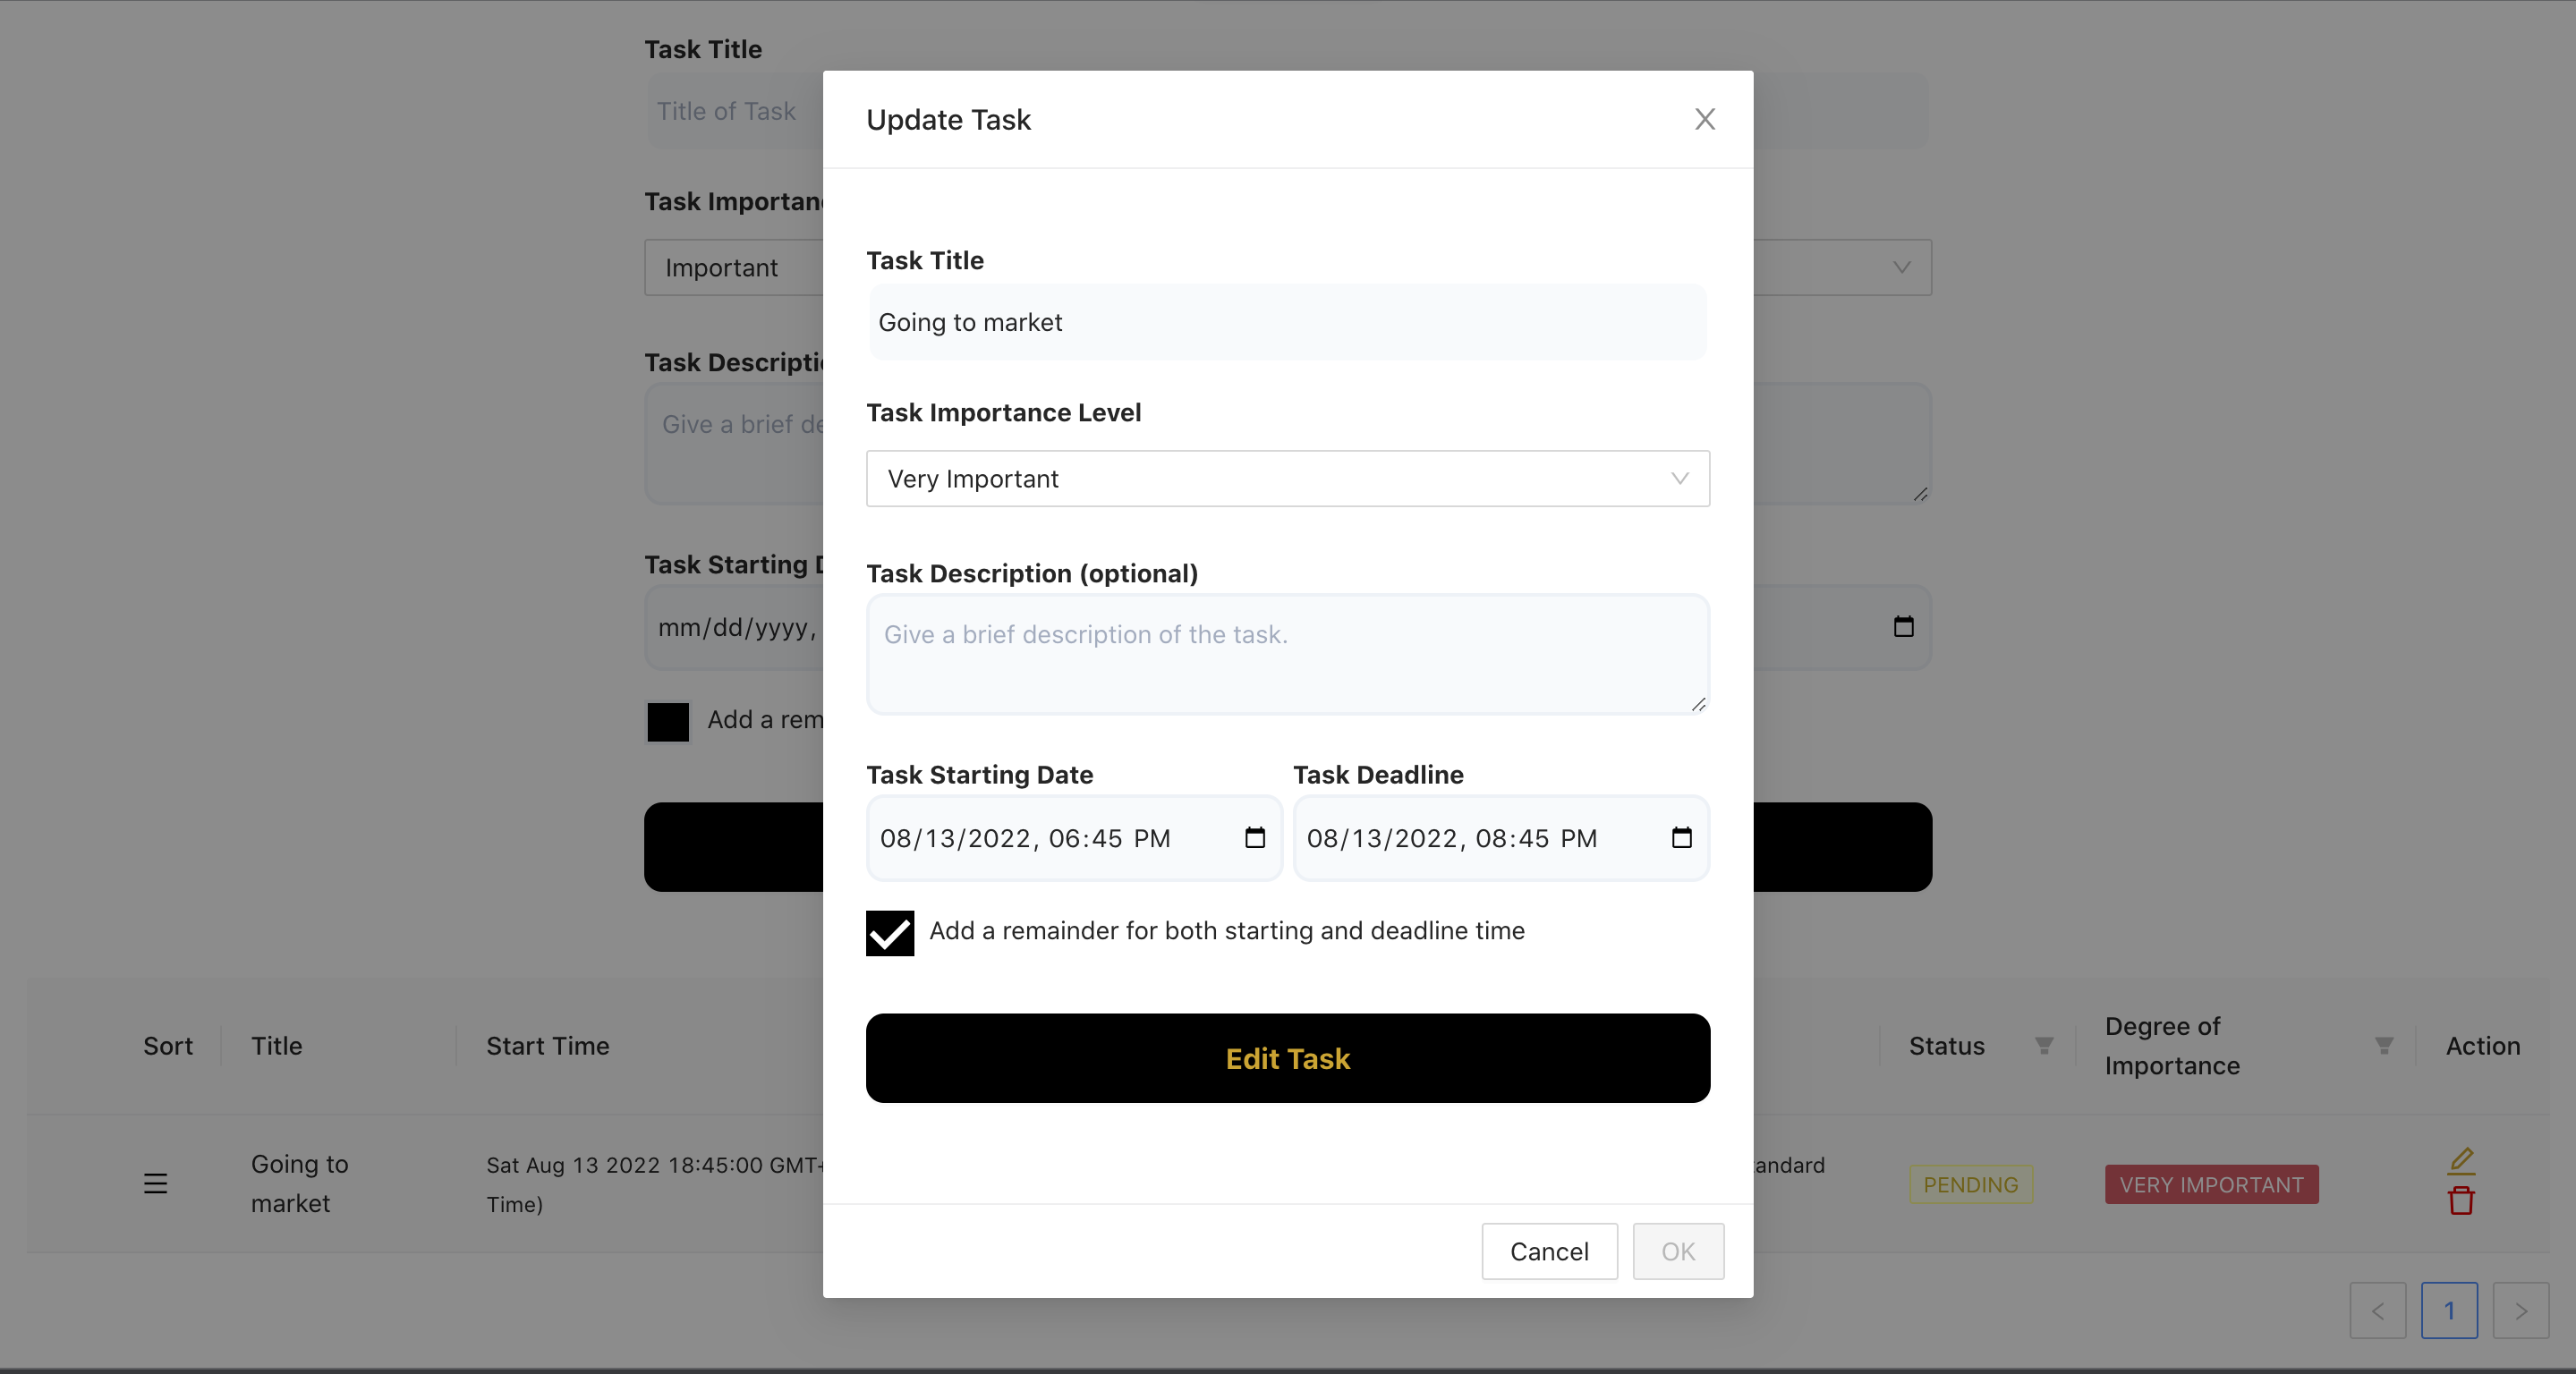 Task Title
Title of Task
Task Importan
Important
Task Descripti
Give a brief de
Task Starting
mm/dd/yyyy,
Add a rem
Update Task
Task Title
Going to market
Task Importance Level
Very Important
Task Description (optional)
Give a brief description of the task.
Task Starting Date
Task Deadline
08/13/2022, 06:45 PM
08/13/2022, 08:45 PM
Add a remainder for both starting and deadline time
Edit Task
Cancel
OK
Sort
Title
Start Time
Status
Degree of
Importance
Action
Going to
market
Sat Aug 13 2022 18:45:00 GMT
Time)
andard
PENDING
VERY IMPORTANT
1